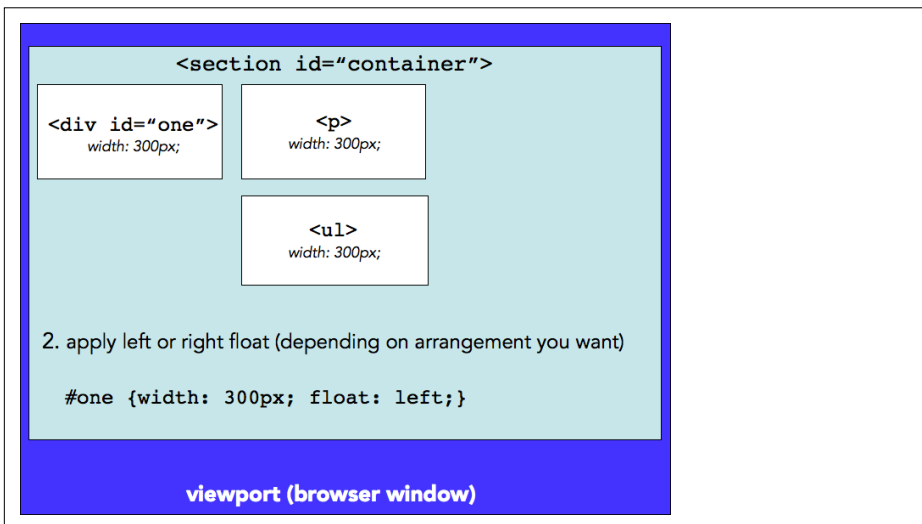 <section id=“container”>
<div id=“one”>
width: 300px;
<p>
width: 300px;
<ul>
width: 300px;
2. apply left or right float (depending on arrangement you want)
#one {width: 300px; float: left;}
viewport (browser window)